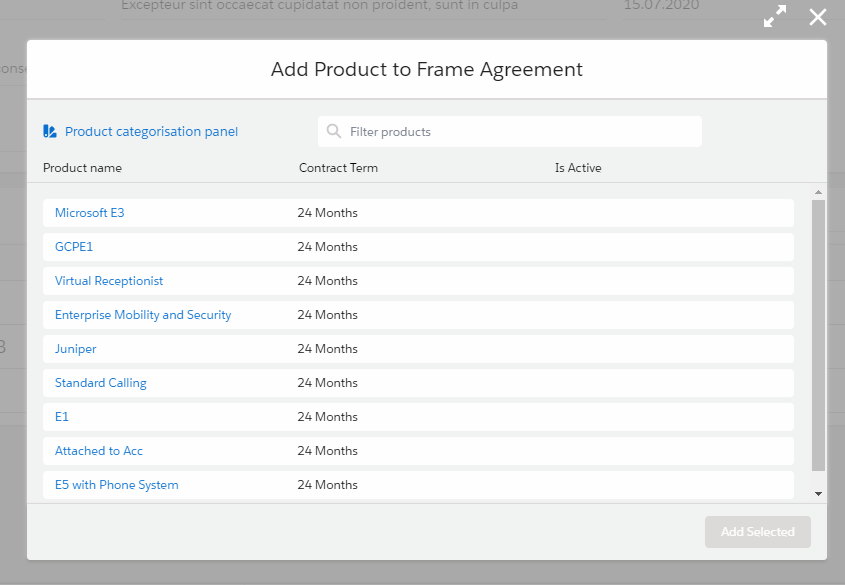 Excepteur sint occaecat cupidatat non proident, sunt in culpa 15.07.2020
Add Product to Frame Agreement
Product categorisation panel Filter products
Product name Contract Term Is Active
Microsoft E3 24 Months
GCPE1 24 Months
Virtual Receptionist 24 Months
Enterprise Mobility and Security 24 Months
Juniper 24 Months
Standard Calling 24 Months
E1 24 Months
Attached to Acc 24 Months
E5 with Phone System 24 Months
Add Selected